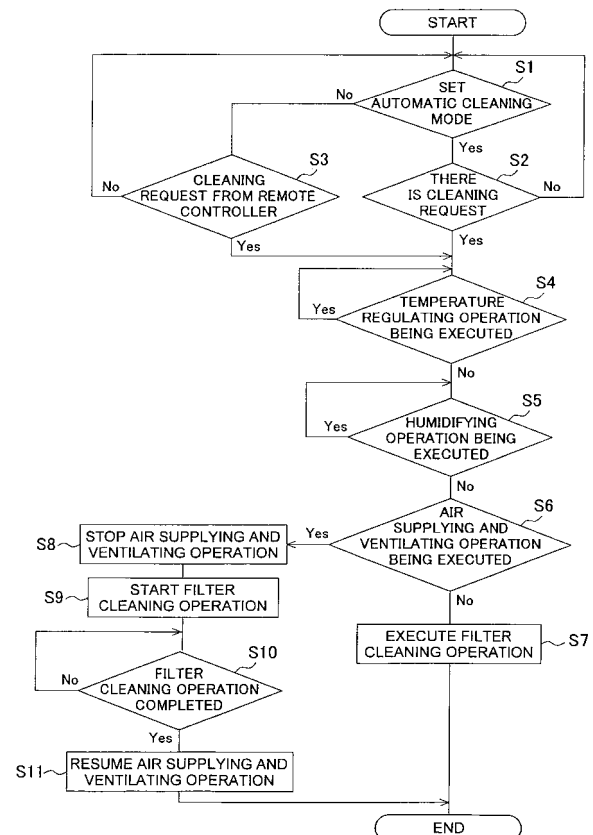 START
S1
SET
AUTOMATIC CLEANING
MODE
No
Yes
S3
CLEANING
REQUEST FROM REMOTE
CONTROLLER
No
Yes
S2
THERE
IS CLEANING
REQUEST
No
Yes
S4
TEMPERATURE
REGULATING OPERATION
BEING EXECUTED
Yes
No
S5
HUMIDIFYING
OPERATION BEING
EXECUTED
Yes
No
S6
AIR
SUPPLYING AND
VENTILATING OPERATION
BEING EXECUTED
Yes
No
S8
STOP AIR SUPPLYING AND
VENTILATING OPERATION
S9
START FILTER
CLEANING OPERATION
EXECUTE FILTER
CLEANING OPERATION
S7
S10
FILTER
CLEANING OPERATION
COMPLETED
No
Yes
S11
RESUME AIR SUPPLYING AND
VENTILATING OPERATION
END